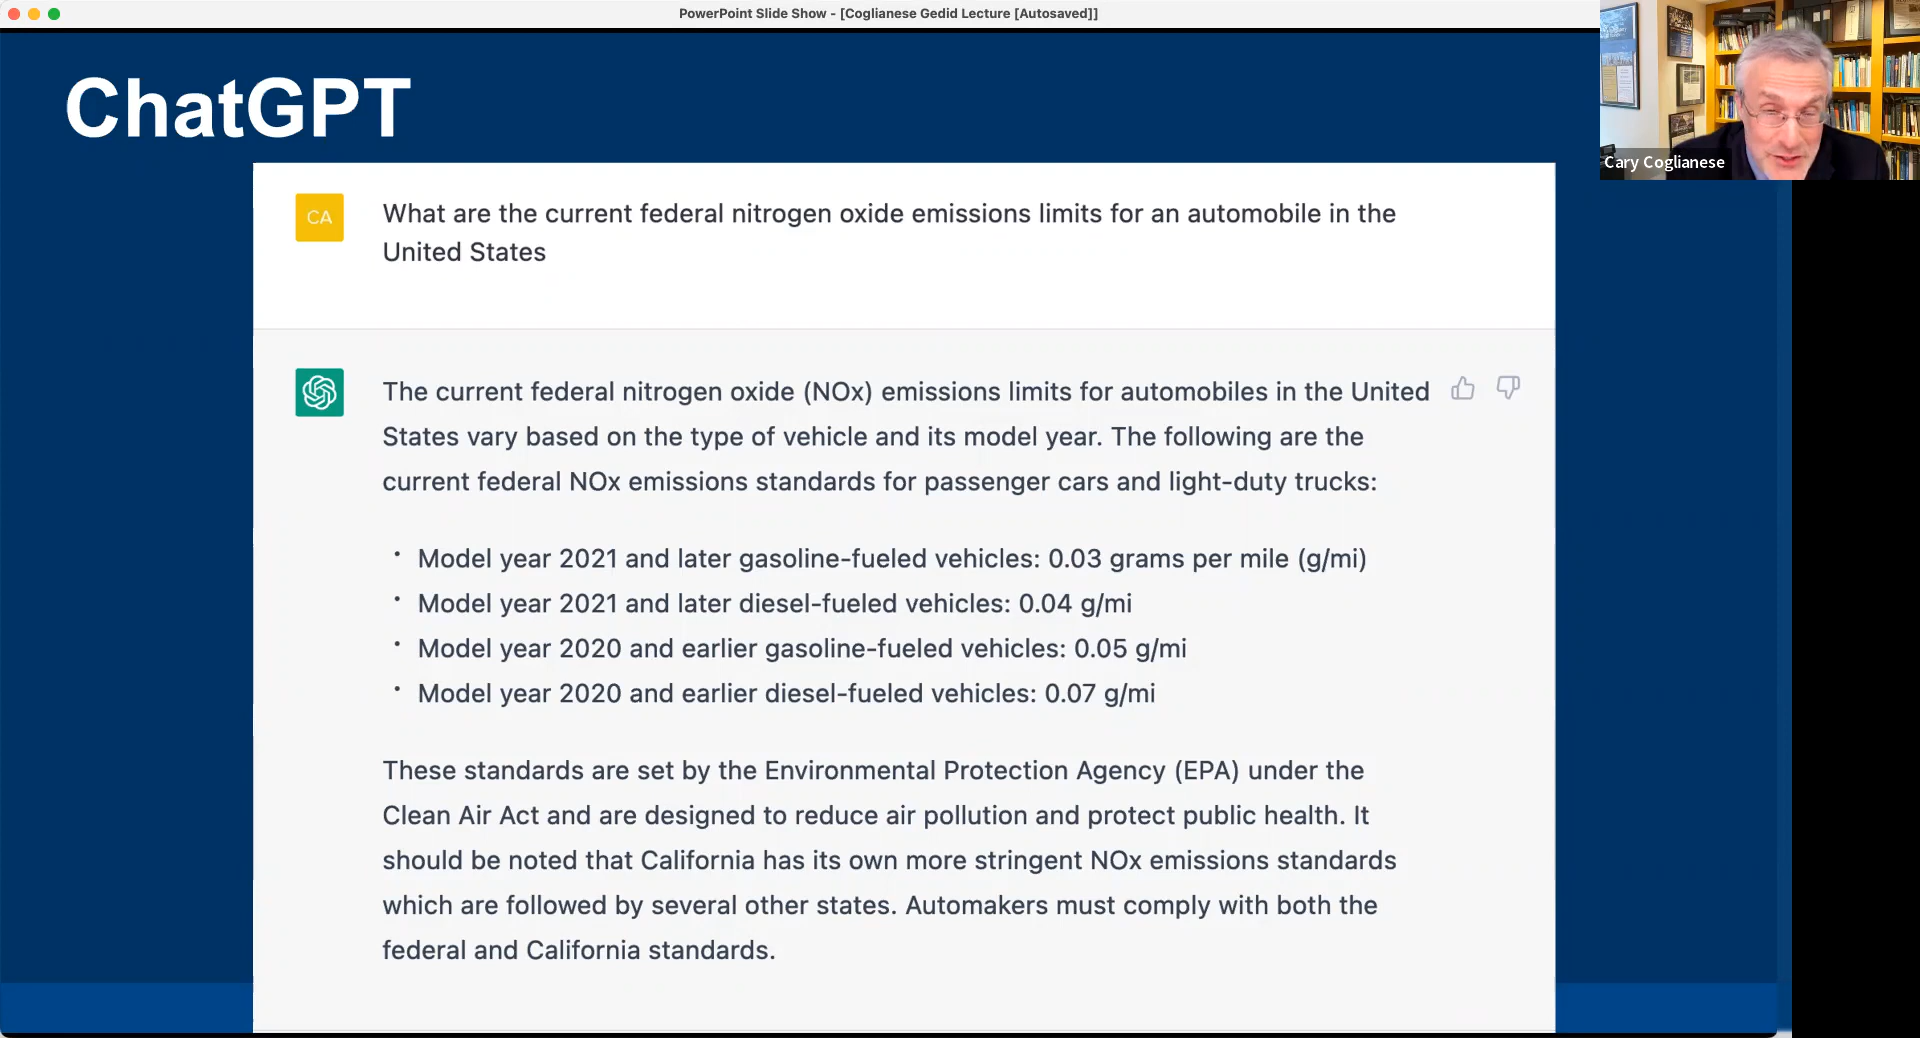 PowerPoint Slide Show - [Coglianese Gedid Lecture [Autosaved]]
ChatGPT
Cary Coglianese
CA
What are the current federal nitrogen oxide emissions limits for an automobile in the
United States
The current federal nitrogen oxide (NOx) emissions limits for automobiles in the United
States vary based on the type of vehicle and its model year. The following are the
current federal NOx emissions standards for passenger cars and light-duty trucks:
• Model year 2021 and later gasoline-fueled vehicles: 0.03 grams per mile (g/mi)
• Model year 2021 and later diesel-fueled vehicles: 0.04 g/mi
• Model year 2020 and earlier gasoline-fueled vehicles: 0.05 g/mi
• Model year 2020 and earlier diesel-fueled vehicles: 0.07 g/mi
These standards are set by the Environmental Protection Agency (EPA) under the
Clean Air Act and are designed to reduce air pollution and protect public health. It
should be noted that California has its own more stringent NOx emissions standards
which are followed by several other states. Automakers must comply with both the
federal and California standards.